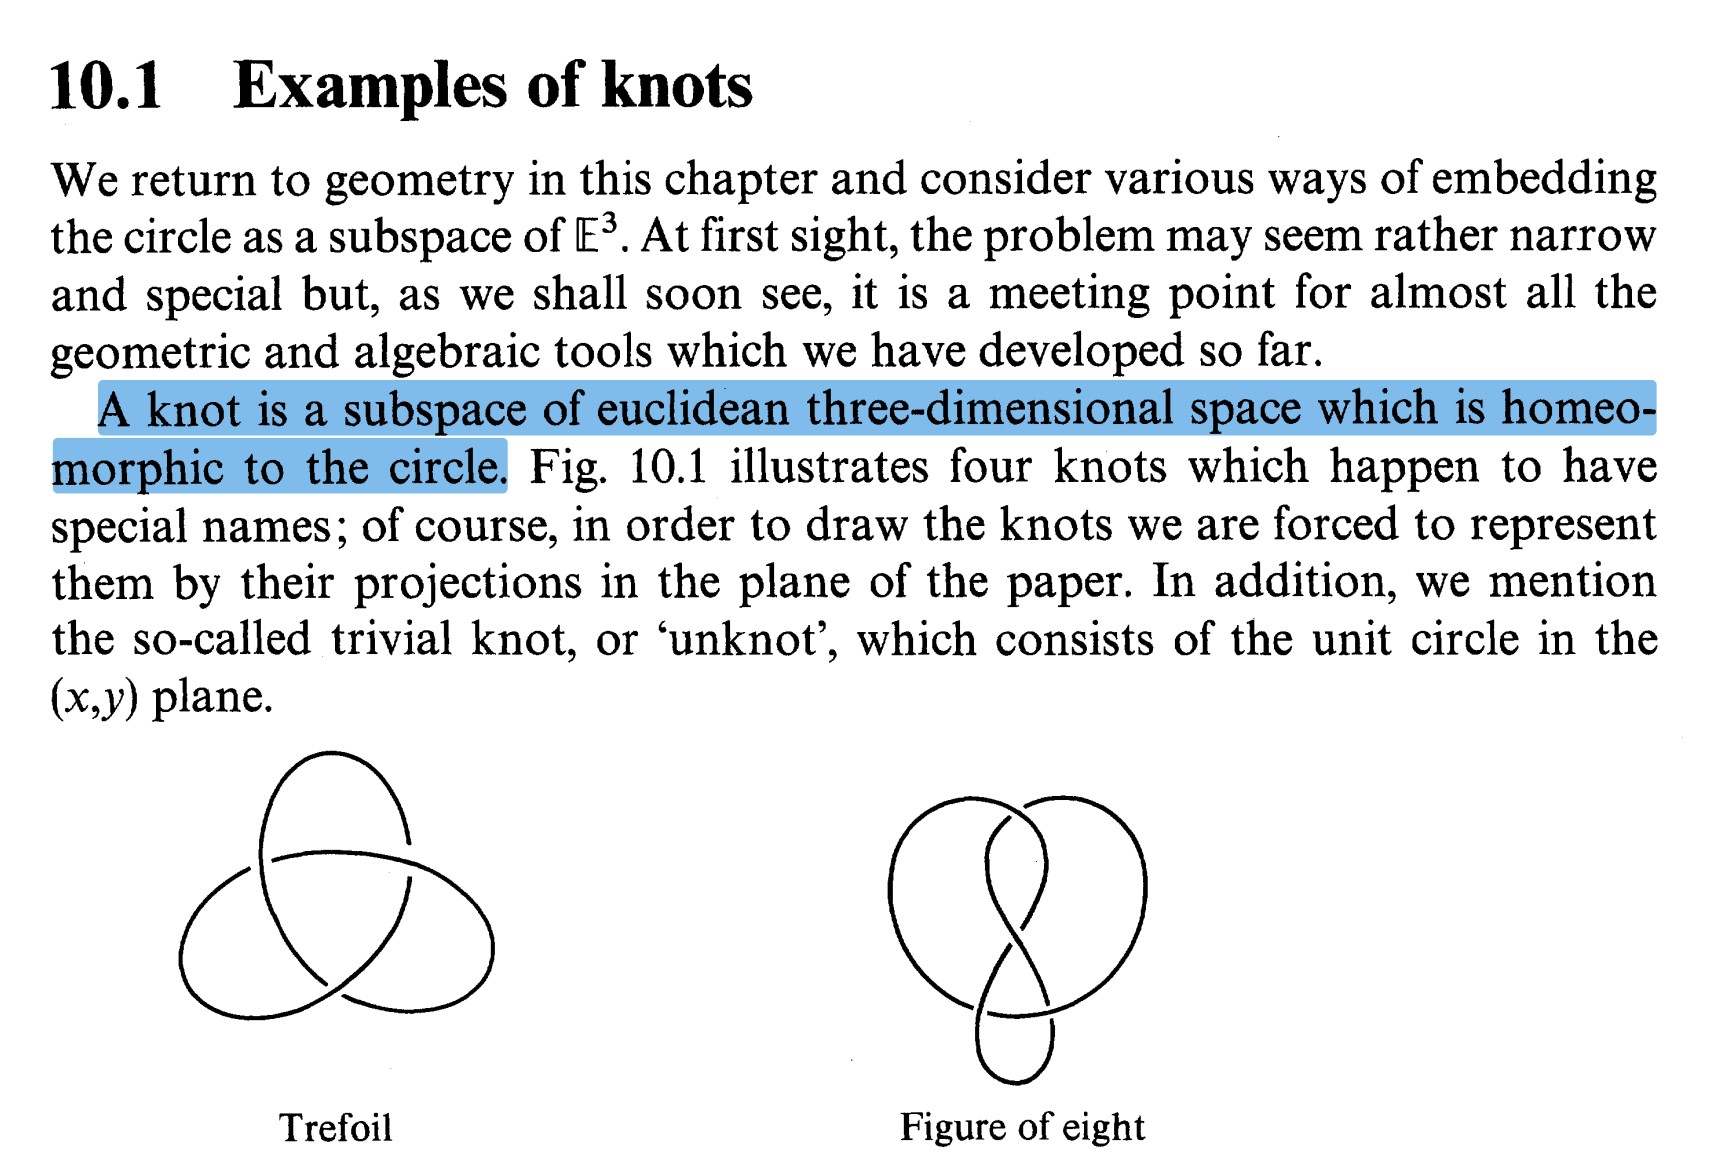 10.1 Examples of knots
We return to geometry in this chapter and consider various ways of embedding
the circle as a subspace of 𝔼³. At first sight, the problem may seem rather narrow
and special but, as we shall soon see, it is a meeting point for almost all the
geometric and algebraic tools which we have developed so far.
A knot is a subspace of euclidean three-dimensional space which is homeo-
morphic to the circle. Fig. 10.1 illustrates four knots which happen to have
special names; of course, in order to draw the knots we are forced to represent
them by their projections in the plane of the paper. In addition, we mention
the so-called trivial knot, or ‘unknot’, which consists of the unit circle in the
(x,y) plane.
Trefoil
Figure of eight